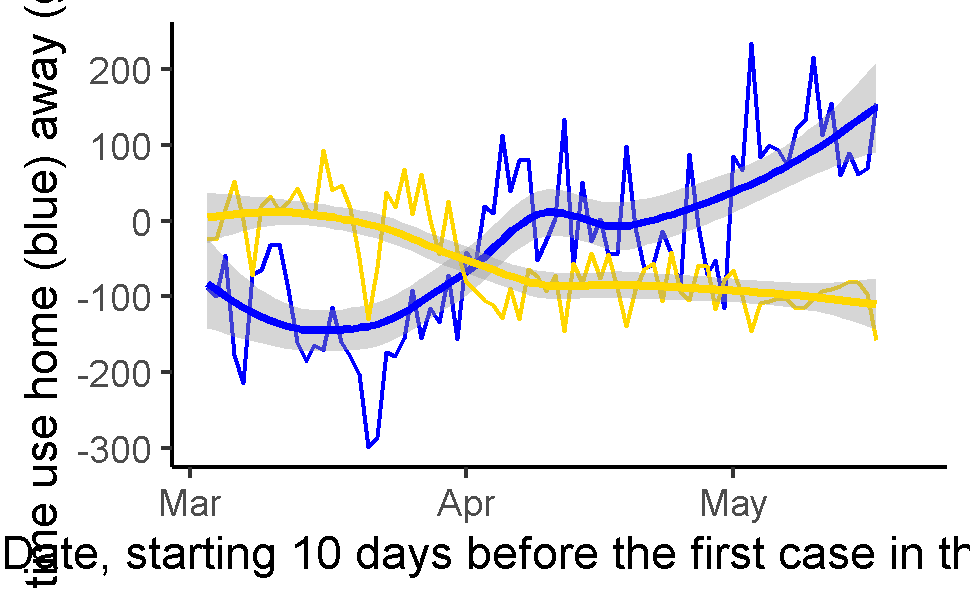 time use home (blue) away (
200
100
0
-100
-200
-300
Mar Apr May
Date, starting 10 days before the first case in th